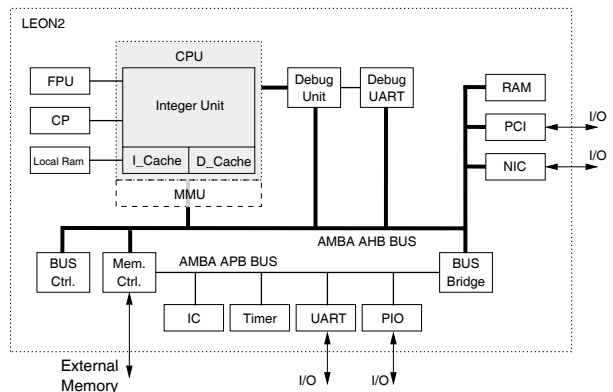 LEON2
CPU
FPU
CP
Local Ram
Integer Unit
I_Cache
D_Cache
MMU
Debug
Unit
Debug
UART
RAM
PCI
I/O
NIC
I/O
AMBA AHB BUS
BUS
Ctrl.
Mem.
Ctrl.
AMBA APB BUS
BUS
Bridge
IC
Timer
UART
PIO
External
Memory
I/O
I/O